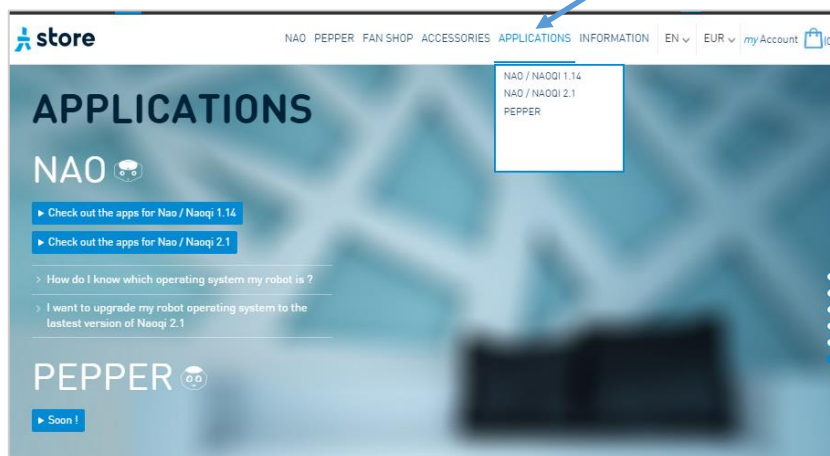 store
NAO PEPPER FAN SHOP ACCESSORIES APPLICATIONS INFORMATION EN EUR my Account (0
NAO / NAOQI 1.14
NAO / NAOQI 2.1
PEPPER
APPLICATIONS
NAO
Check out the apps for Nao / Naoqi 1.14
Check out the apps for Nao / Naoqi 2.1
How do I know which operating system my robot is ?
I want to upgrade my robot operating system to the
lastest version of Naoqi 2.1
PEPPER
Soon !